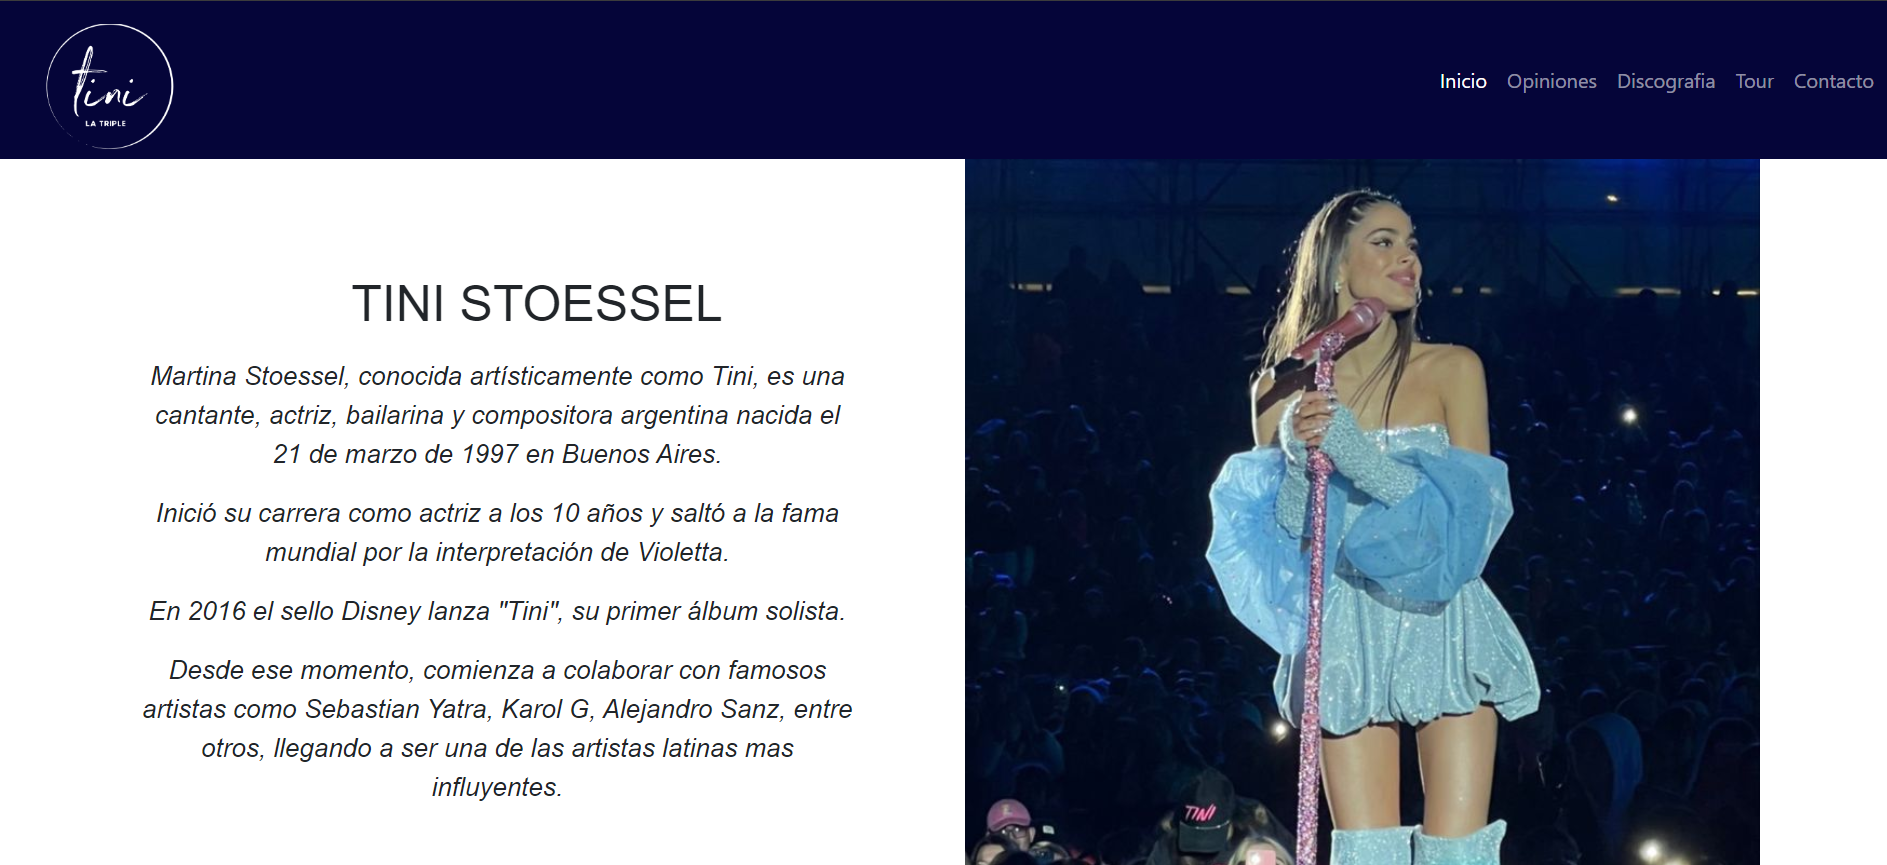 tini
LA TRIPLE
Inicio Opiniones Discografia Tour Contacto
TINI STOESSEL
Martina Stoessel, conocida artísticamente como Tini, es una
cantante, actriz, bailarina y compositora argentina nacida el
21 de marzo de 1997 en Buenos Aires.
Inició su carrera como actriz a los 10 años y saltó a la fama
mundial por la interpretación de Violetta.
En 2016 el sello Disney lanza "Tini", su primer álbum solista.
Desde ese momento, comienza a colaborar con famosos
artistas como Sebastian Yatra, Karol G, Alejandro Sanz, entre
otros, llegando a ser una de las artistas latinas mas
influyentes.
TINI